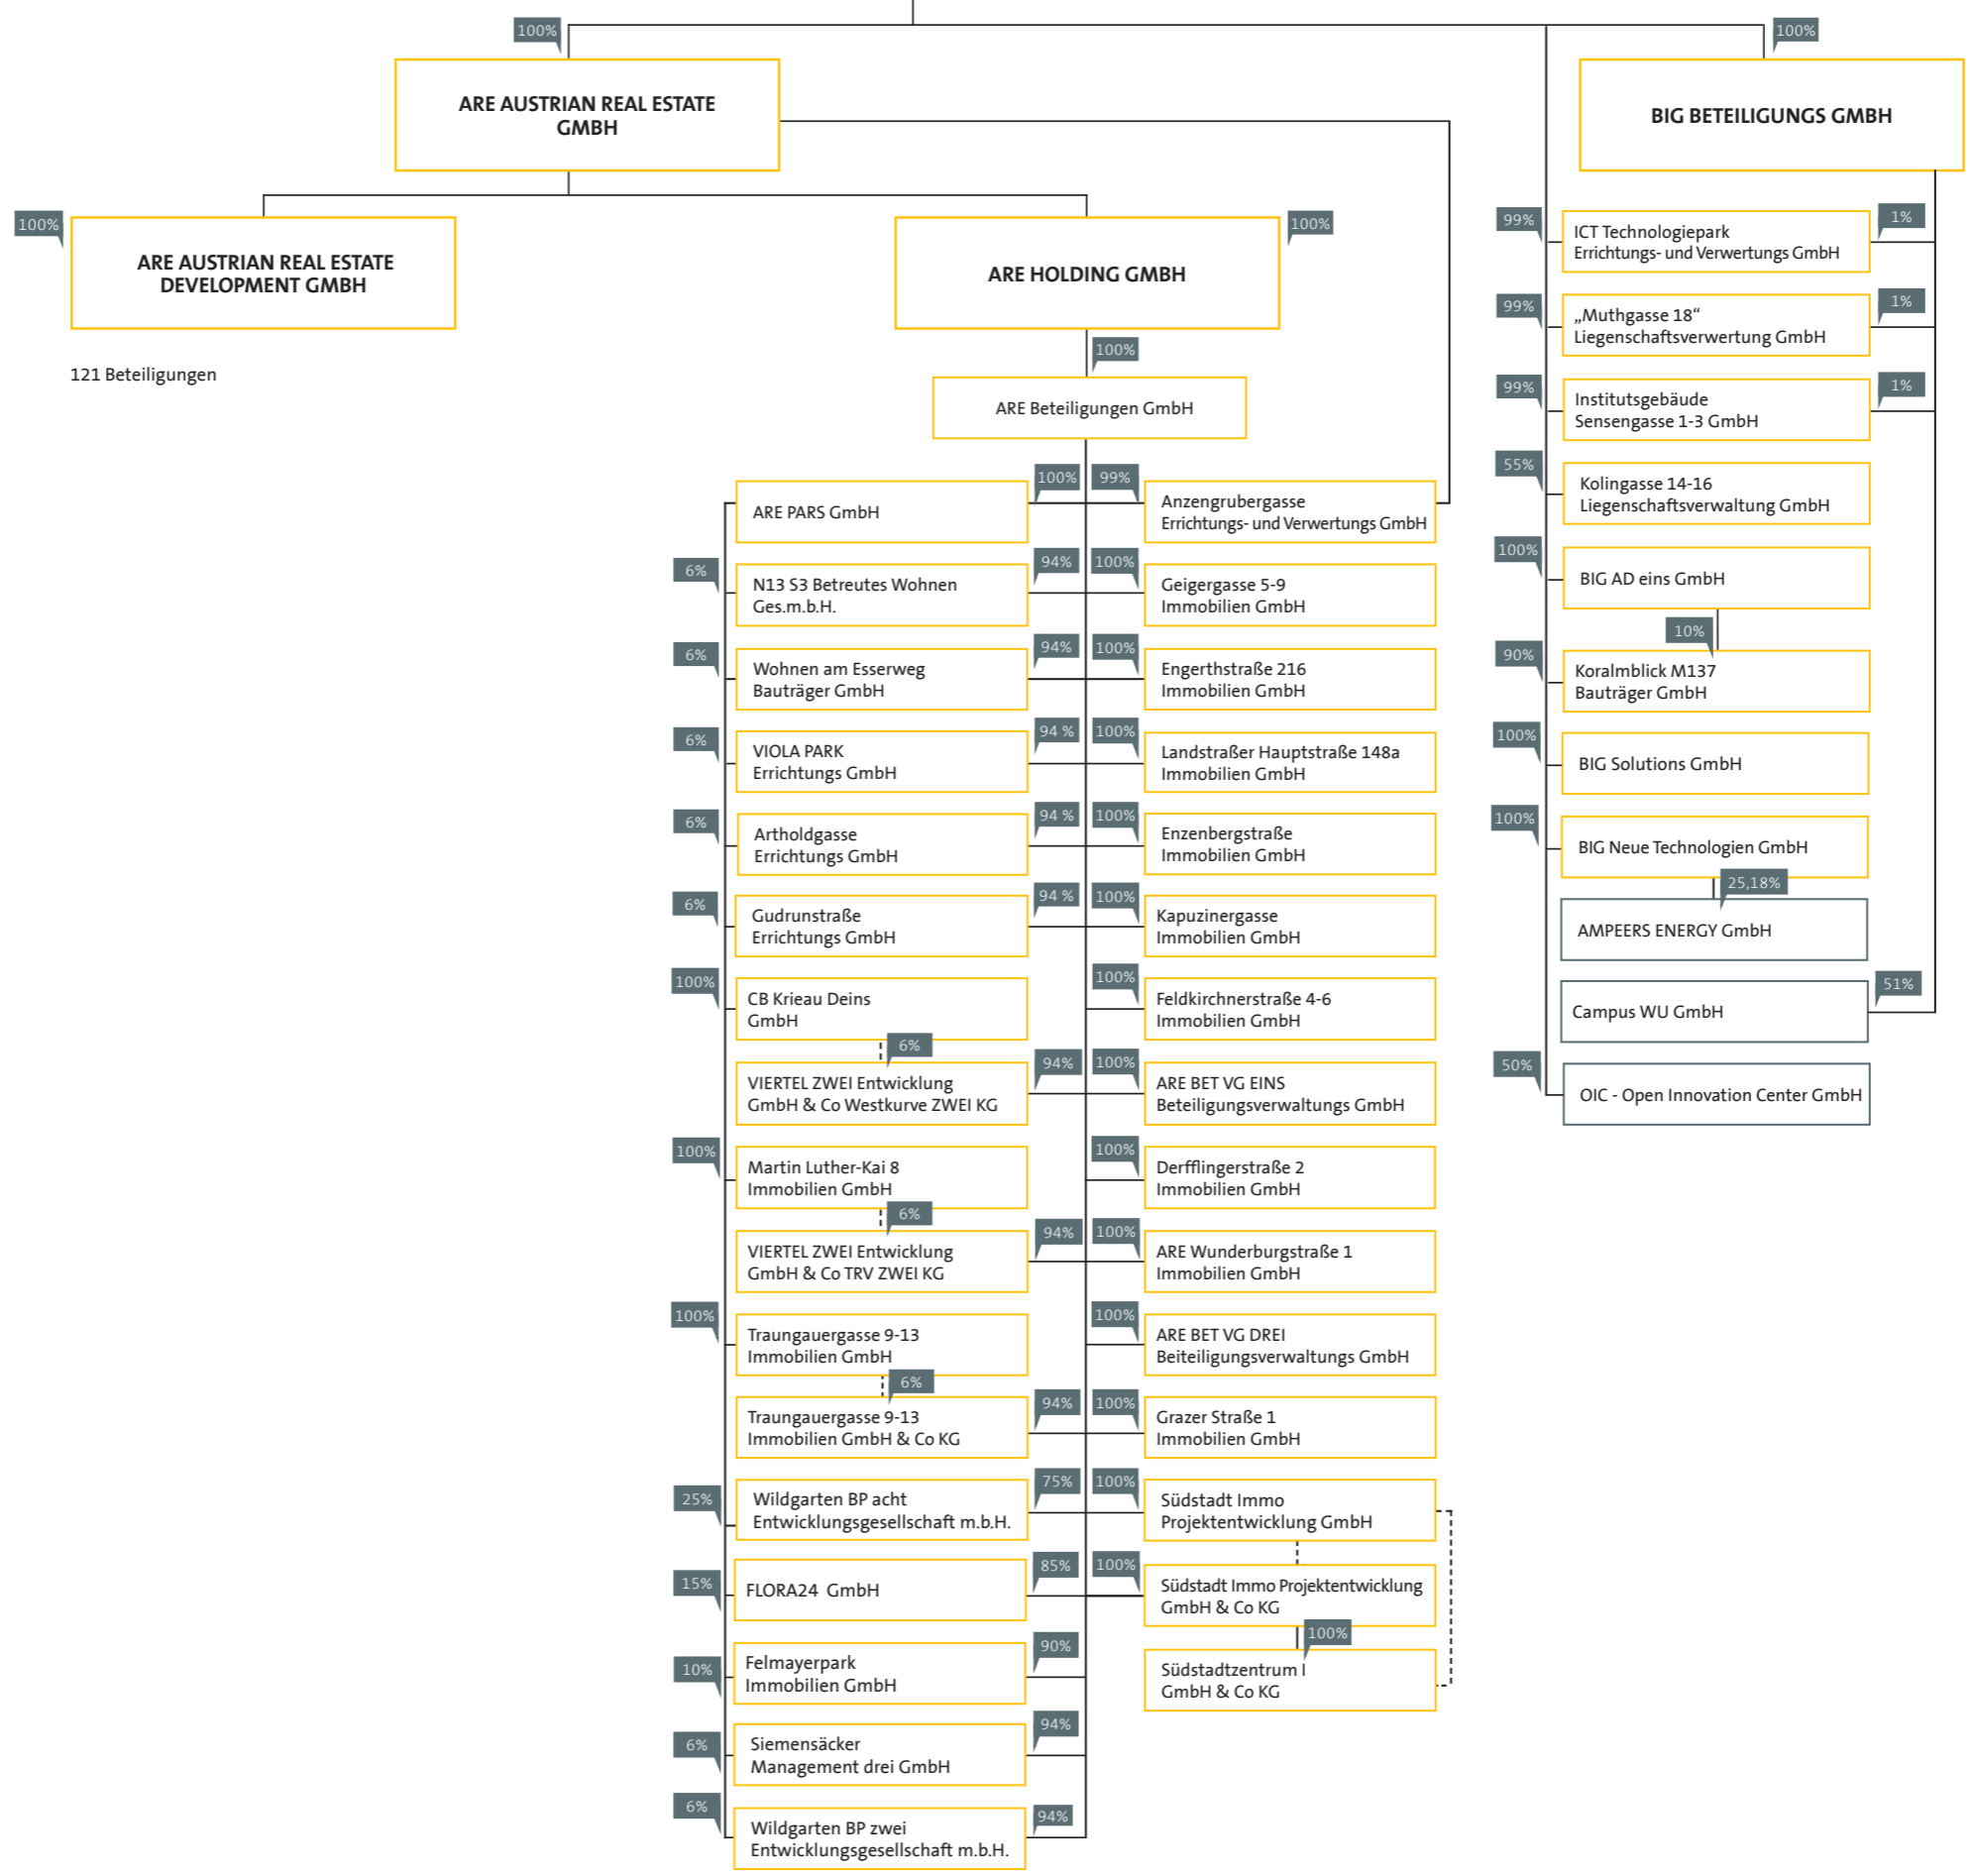 100%
100%
ARE AUSTRIAN REAL ESTATE
GMBH
BIG BETEILIGUNGS GMBH
100%
ARE AUSTRIAN REAL ESTATE
DEVELOPMENT GMBH
121 Beteiligungen
100%
ARE HOLDING GMBH
100%
ARE Beteiligungen GmbH
100%
ARE PARS GmbH
99%
Anzengrubergasse
Errichtungs- und Verwertungs GmbH
6%
N13 S3 Betreutes Wohnen
Ges.m.b.H.
94%
100%
Geigergasse 5-9
Immobilien GmbH
6%
Wohnen am Esserweg
Bauträger GmbH
94%
100%
Engerthstraße 216
Immobilien GmbH
6%
VIOLA PARK
Errichtungs GmbH
94 %
100%
Landstraßer Hauptstraße 148a
Immobilien GmbH
6%
Artholdgasse
Errichtungs GmbH
94 %
100%
Enzenbergstraße
Immobilien GmbH
6%
Gudrunstraße
Errichtungs GmbH
94 %
100%
Kapuzinergasse
Immobilien GmbH
100%
CB Krieau Deins
GmbH
100%
Feldkirchnerstraße 4-6
Immobilien GmbH
6%
VIERTEL ZWEI Entwicklung
GmbH & Co Westkurve ZWEI KG
94%
100%
ARE BET VG EINS
Beteiligungsverwaltungs GmbH
100%
Martin Luther-Kai 8
Immobilien GmbH
100%
Derfflingerstraße 2
Immobilien GmbH
6%
VIERTEL ZWEI Entwicklung
GmbH & Co TRV ZWEI KG
94%
100%
ARE Wunderburgstraße 1
Immobilien GmbH
100%
Traungauergasse 9-13
Immobilien GmbH
100%
ARE BET VG DREI
Beiteiligungsverwaltungs GmbH
6%
Traungauergasse 9-13
Immobilien GmbH & Co KG
94%
100%
Grazer Straße 1
Immobilien GmbH
25%
Wildgarten BP acht
Entwicklungsgesellschaft m.b.H.
75%
100%
Südstadt Immo
Projektentwicklung GmbH
15%
FLORA24 GmbH
85%
100%
Südstadt Immo Projektentwicklung
GmbH & Co KG
10%
Felmayerpark
Immobilien GmbH
90%
100%
Südstadtzentrum I
GmbH & Co KG
6%
Siemensäcker
Management drei GmbH
94%
6%
Wildgarten BP zwei
Entwicklungsgesellschaft m.b.H.
94%
99%
ICT Technologiepark
Errichtungs- und Verwertungs GmbH
1%
99%
„Muthgasse 18“
Liegenschaftsverwertung GmbH
1%
99%
Institutsgebäude
Sensengasse 1-3 GmbH
1%
55%
Kolingasse 14-16
Liegenschaftsverwaltung GmbH
100%
BIG AD eins GmbH
10%
90%
Koralmblick M137
Bauträger GmbH
100%
BIG Solutions GmbH
100%
BIG Neue Technologien GmbH
25,18%
AMPEERS ENERGY GmbH
Campus WU GmbH
51%
50%
OIC - Open Innovation Center GmbH